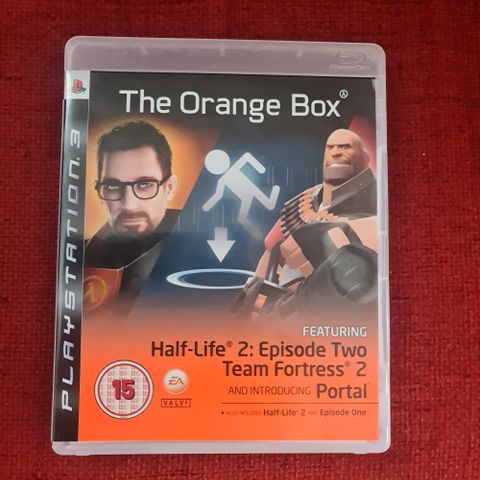 The Orange Box
PLAYSTATION 3
FEATURING
Half-Life® 2: Episode Two
Team Fortress® 2
AND INTRODUCING Portal
• ALSO INCLUDES Half-Life 2 AND Episode One
15
EA
VALVE